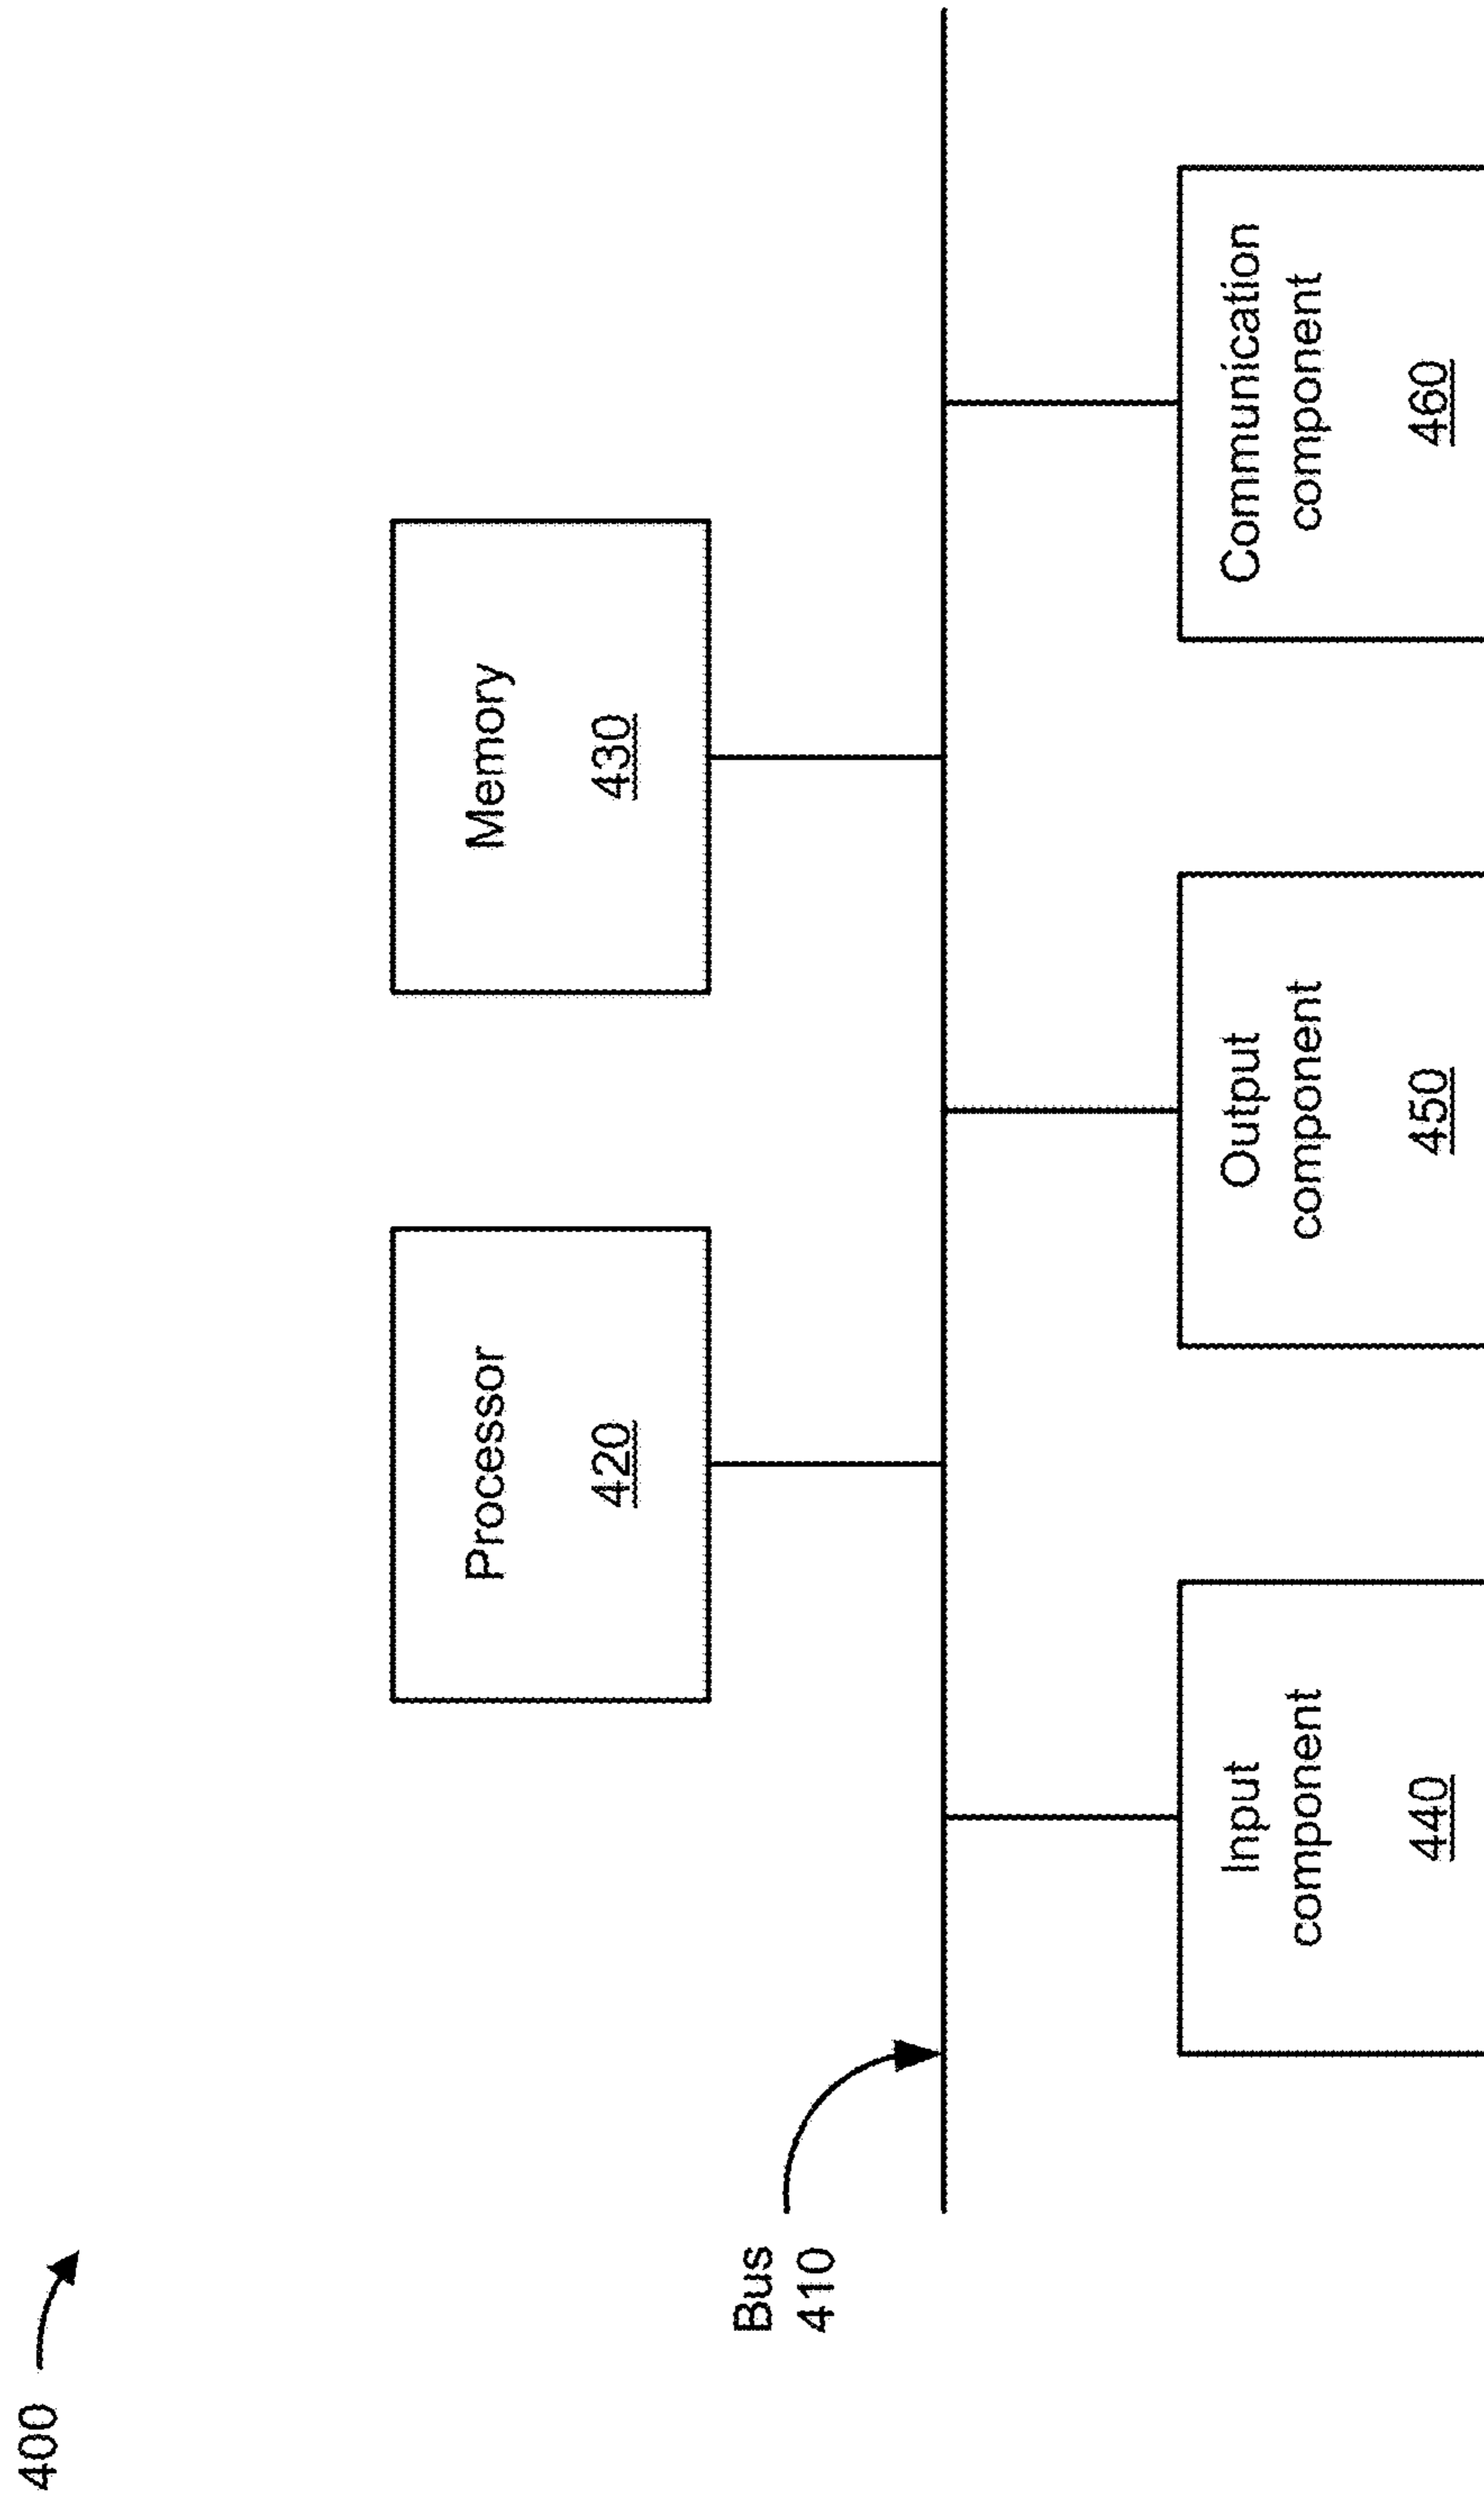 400
Processor
420
Memory
430
Bus
410
Input
component
440
Output
component
450
Communication
component
460